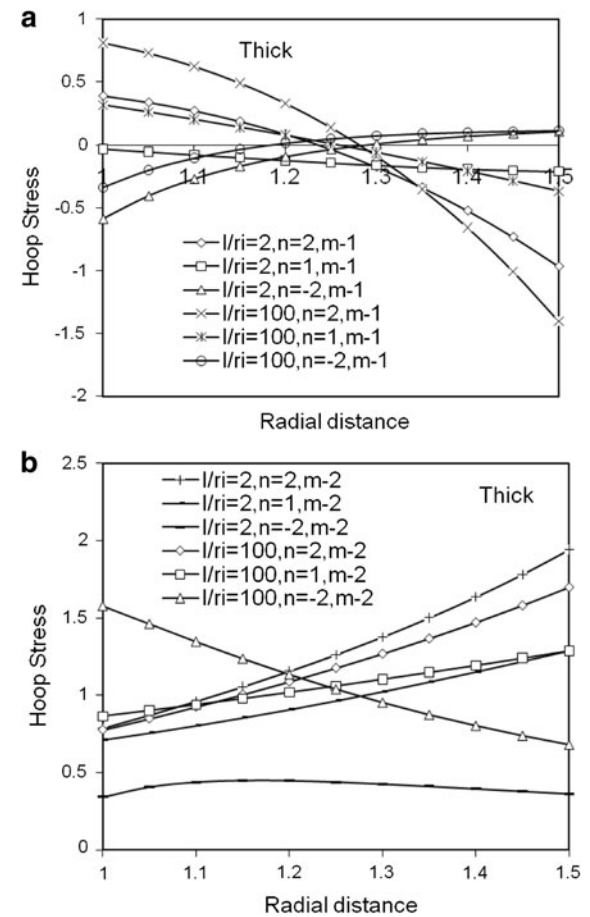 a
1
0.5
0
-0.5
-1
-1.5
-2
Hoop Stress
Thick
1 1.1 1.2 1.3 1.4 1.5
l/ri=2,n=2,m-1
l/ri=2,n=1,m-1
l/ri=2,n=-2,m-1
l/ri=100,n=2,m-1
l/ri=100,n=1,m-1
l/ri=100,n=-2,m-1
Radial distance
b
2.5
2
1.5
1
0.5
0
Hoop Stress
Thick
l/ri=2,n=2,m-2
l/ri=2,n=1,m-2
l/ri=2,n=-2,m-2
l/ri=100,n=2,m-2
l/ri=100,n=1,m-2
l/ri=100,n=-2,m-2
1 1.1 1.2 1.3 1.4 1.5
Radial distance